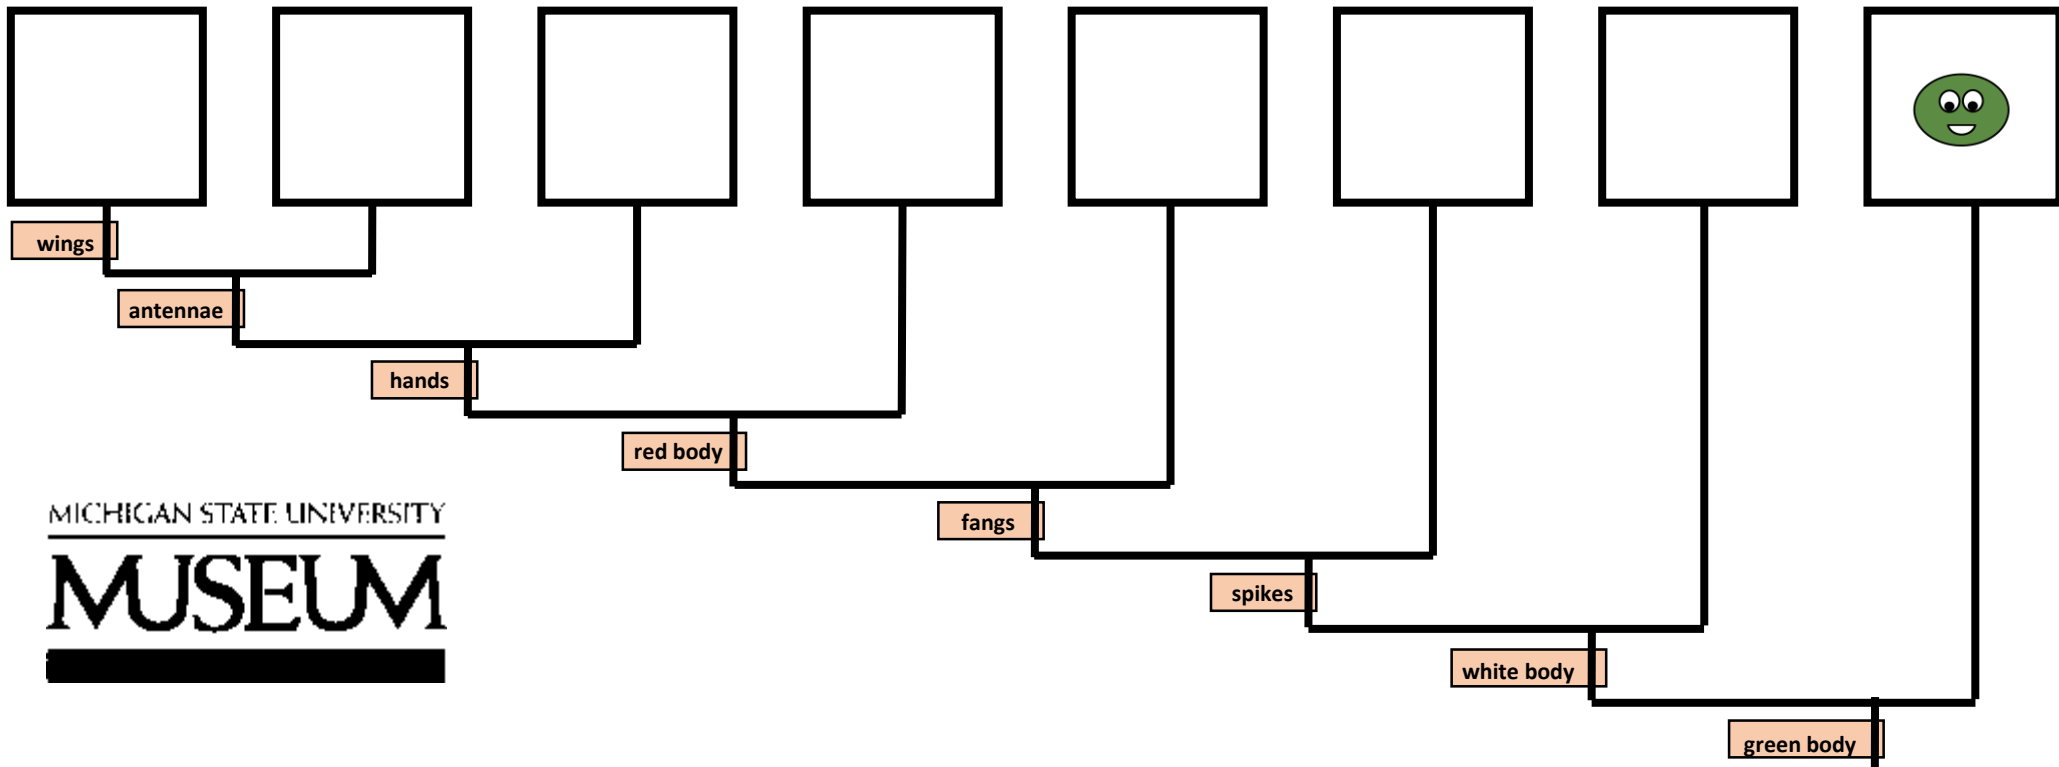 wings
antennae
hands
red body
fangs
spikes
white body
green body
MICHIGAN STATE UNIVERSITY
MUSEUM